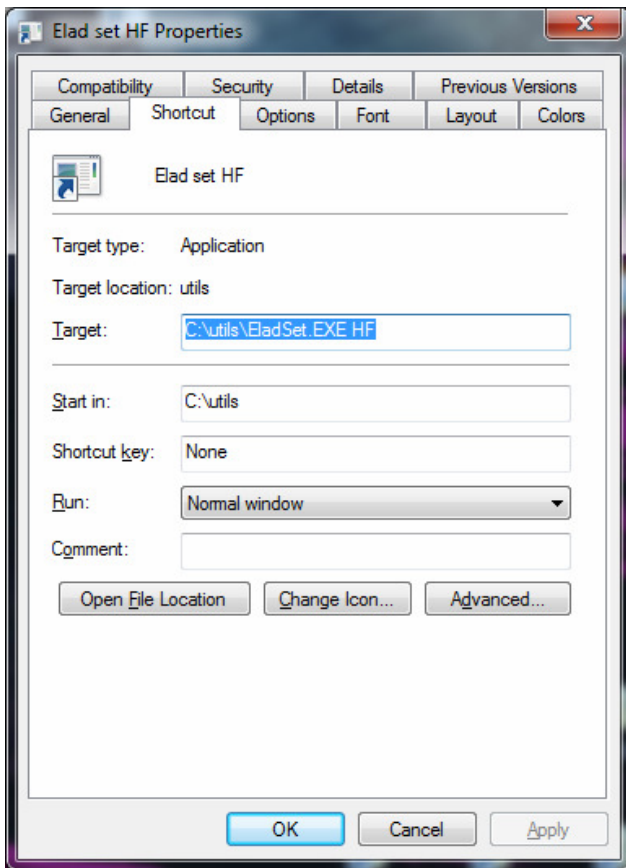 Elad set HF Properties
Compatibility Security Details Previous Versions
General Shortcut Options Font Layout Colors
Elad set HF
Target type: Application
Target location: utils
Target: C:\utils\EladSet.EXE HF
Start in: C:\utils
Shortcut key: None
Run: Normal window
Comment:
Open File Location Change Icon... Advanced...
OK Cancel Apply